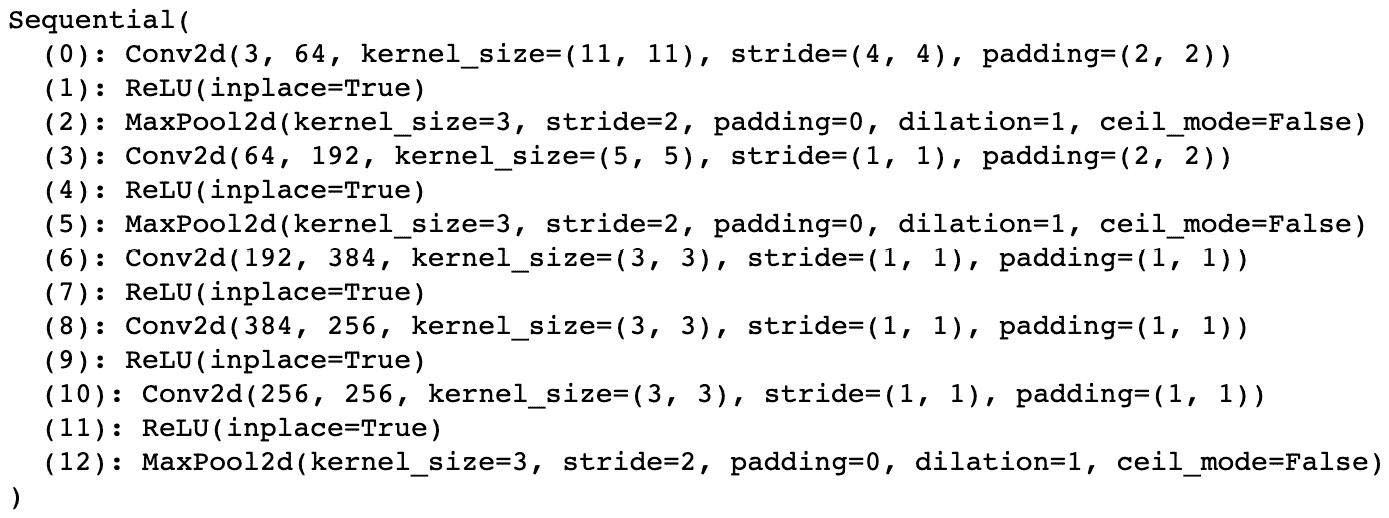 Sequential(
  (0): Conv2d(3, 64, kernel_size=(11, 11), stride=(4, 4), padding=(2, 2))
  (1): ReLU(inplace=True)
  (2): MaxPool2d(kernel_size=3, stride=2, padding=0, dilation=1, ceil_mode=False)
  (3): Conv2d(64, 192, kernel_size=(5, 5), stride=(1, 1), padding=(2, 2))
  (4): ReLU(inplace=True)
  (5): MaxPool2d(kernel_size=3, stride=2, padding=0, dilation=1, ceil_mode=False)
  (6): Conv2d(192, 384, kernel_size=(3, 3), stride=(1, 1), padding=(1, 1))
  (7): ReLU(inplace=True)
  (8): Conv2d(384, 256, kernel_size=(3, 3), stride=(1, 1), padding=(1, 1))
  (9): ReLU(inplace=True)
  (10): Conv2d(256, 256, kernel_size=(3, 3), stride=(1, 1), padding=(1, 1))
  (11): ReLU(inplace=True)
  (12): MaxPool2d(kernel_size=3, stride=2, padding=0, dilation=1, ceil_mode=False)
)